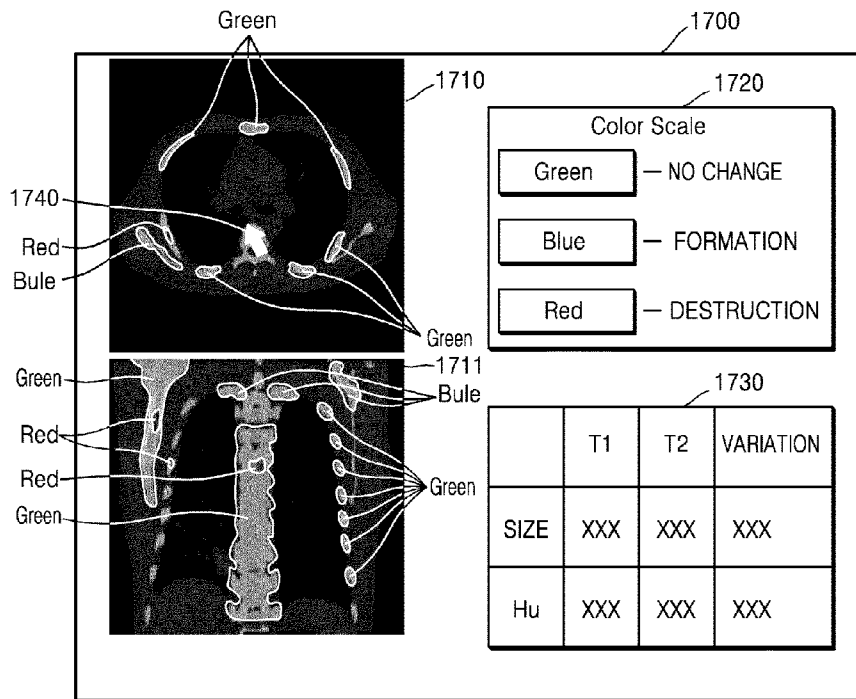 Green
1700
1710
1720
Color Scale
Green — NO CHANGE
1740
Red
Bule
Blue — FORMATION
Red — DESTRUCTION
Green
1711
Green
Bule
1730
Red
Red
Green
Green
T1 T2 VARIATION
SIZE XXX XXX XXX
Hu XXX XXX XXX